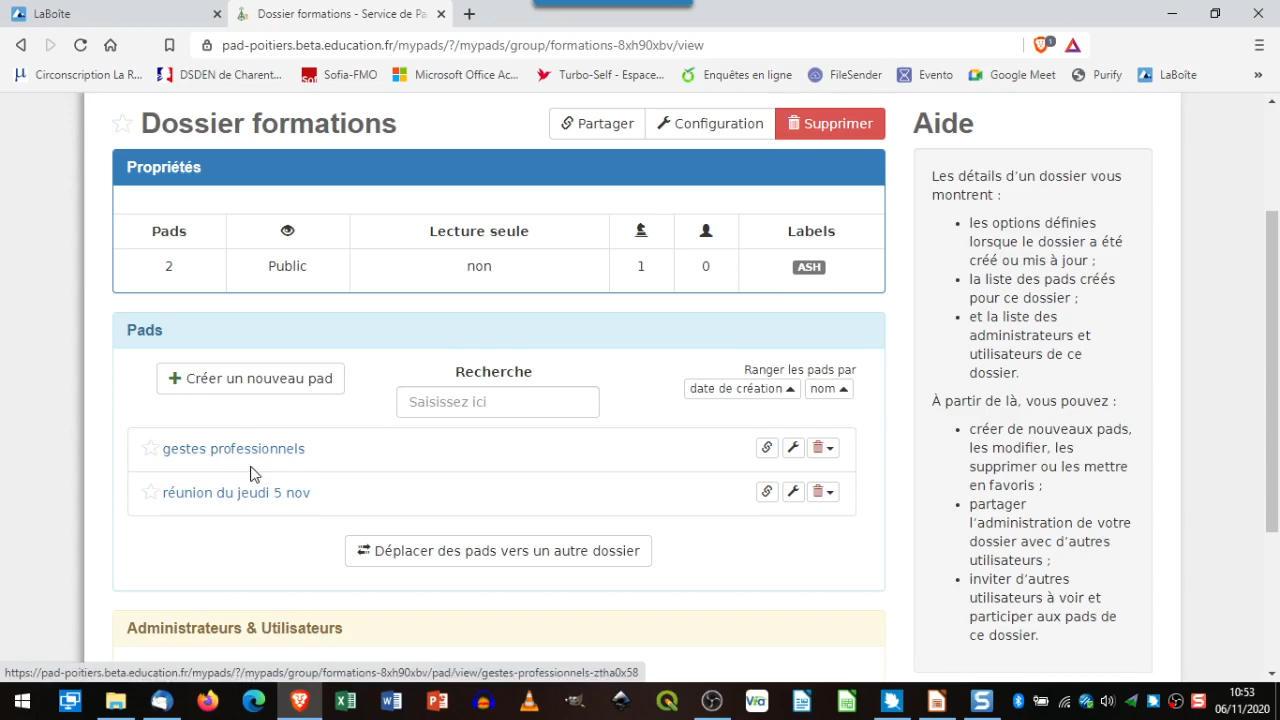 LaBoîte
Dossier formations - Service de Pa
pad-poitiers.beta.education.fr/mypads/?/mypads/group/formations-8xh90xbv/view
1
Circonscription La R...
DSDEN de Charent...
Sofia-FMO
Microsoft Office Ac...
Turbo-Self - Espace...
Enquêtes en ligne
FileSender
Evento
Google Meet
Purify
LaBoîte
»
Dossier formations
Partager
Configuration
Supprimer
Propriétés
Pads
Lecture seule
Labels
2
Public
non
1
0
ASH
Pads
Créer un nouveau pad
Recherche
Saisissez ici
Ranger les pads par
date de création
nom
gestes professionnels
réunion du jeudi 5 nov
Déplacer des pads vers un autre dossier
Administrateurs & Utilisateurs
Aide
Les détails d’un dossier vous
montrent :
• les options définies
lorsque le dossier a été
créé ou mis à jour ;
• la liste des pads créés
pour ce dossier ;
• et la liste des
administrateurs et
utilisateurs de ce
dossier.
À partir de là, vous pouvez :
• créer de nouveaux pads,
les modifier, les
supprimer ou les mettre
en favoris ;
• partager
l’administration de votre
dossier avec d’autres
utilisateurs ;
• inviter d’autres
utilisateurs à voir et
participer aux pads de
ce dossier.
https://pad-poitiers.beta.education.fr/mypads/?/mypads/group/formations-8xh90xbv/pad/view/gestes-professionnels-ztha0x58
10:53
06/11/2020